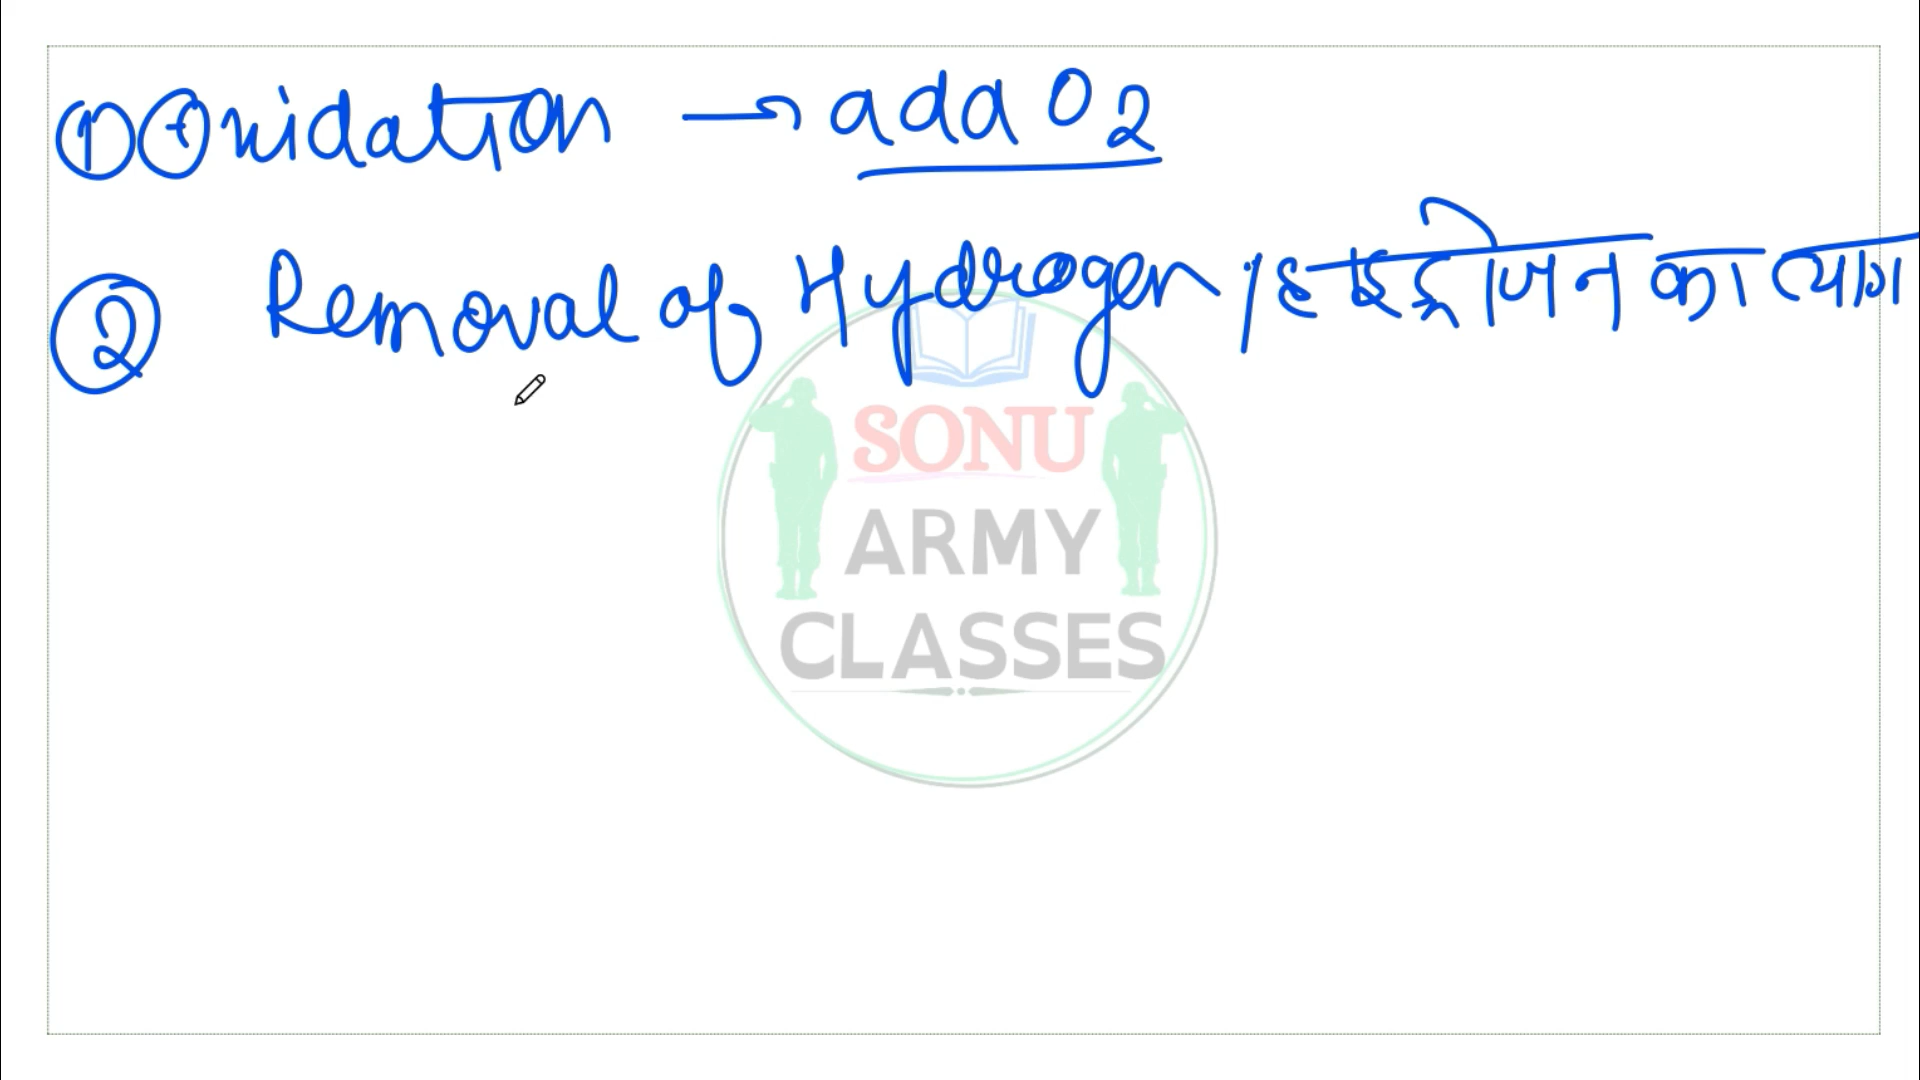 ① Oxidation → add O2
② Removal of Hydrogen / हाइड्रोजन का त्याग
SONU
ARMY
CLASSES